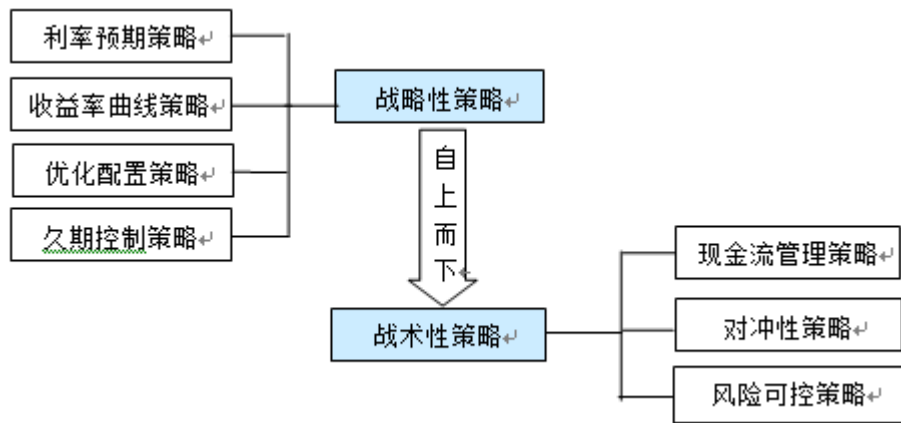 利率预期策略
收益率曲线策略
优化配置策略
久期控制策略
战略性策略
自
上
而
下
战术性策略
现金流管理策略
对冲性策略
风险可控策略